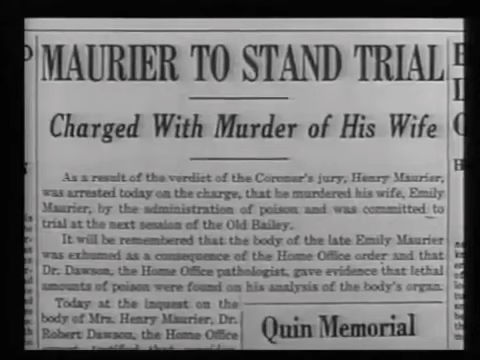 MAURIER TO STAND TRIAL
Charged With Murder of His Wife
As a result of the verdict of the Coroner's jury, Henry Maurier,
was arrested today on the charge, that he murdered his wife, Emily
Maurier, by the administration of poison and was committed to
trial at the next session of the Old Bailey.
It will be remembered that the body of the late Emily Maurier
was exhumed as a consequence of the Home Office order and that
Dr. Dawson, the Home Office pathologist, gave evidence that lethal
amounts of poison were found on his analysis of the body's organ.
Today at the inquest on the
body of Mrs. Henry Maurier, Dr.
Robert Dawson, the Home Office
Quin Memorial